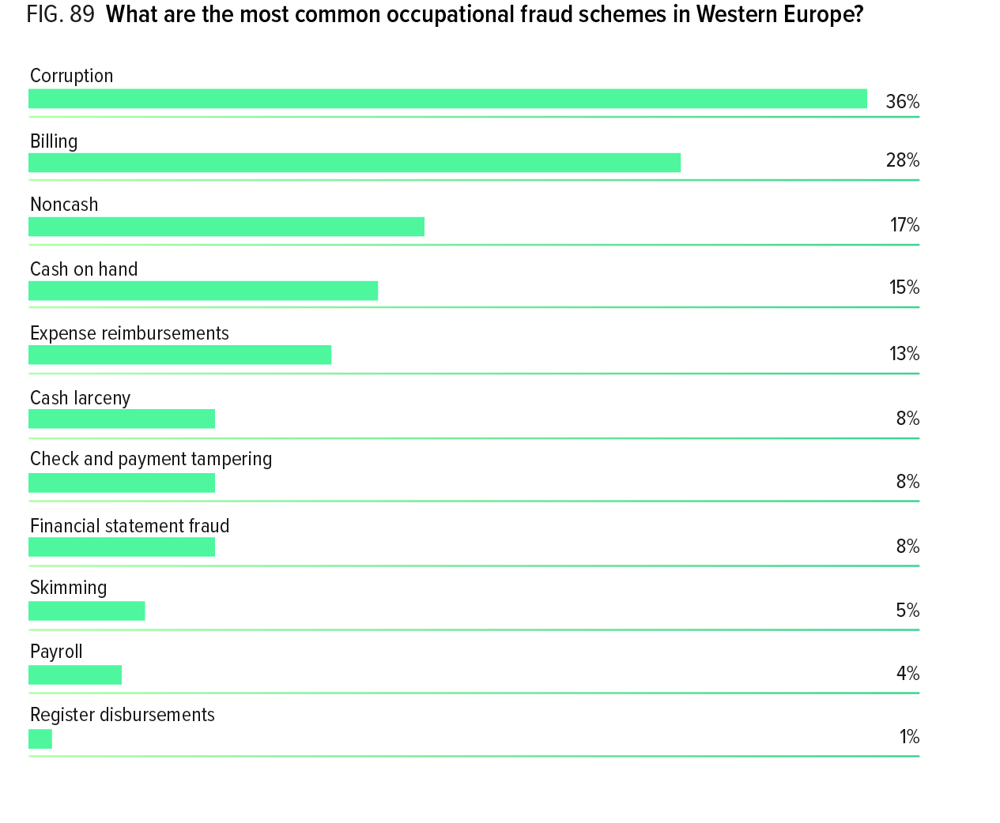 FIG. 89 What are the most common occupational fraud schemes in Western Europe?
Corruption
36%
Billing
28%
Noncash
17%
Cash on hand
15%
Expense reimbursements
13%
Cash larceny
8%
Check and payment tampering
8%
Financial statement fraud
8%
Skimming
5%
Payroll
4%
Register disbursements
1%